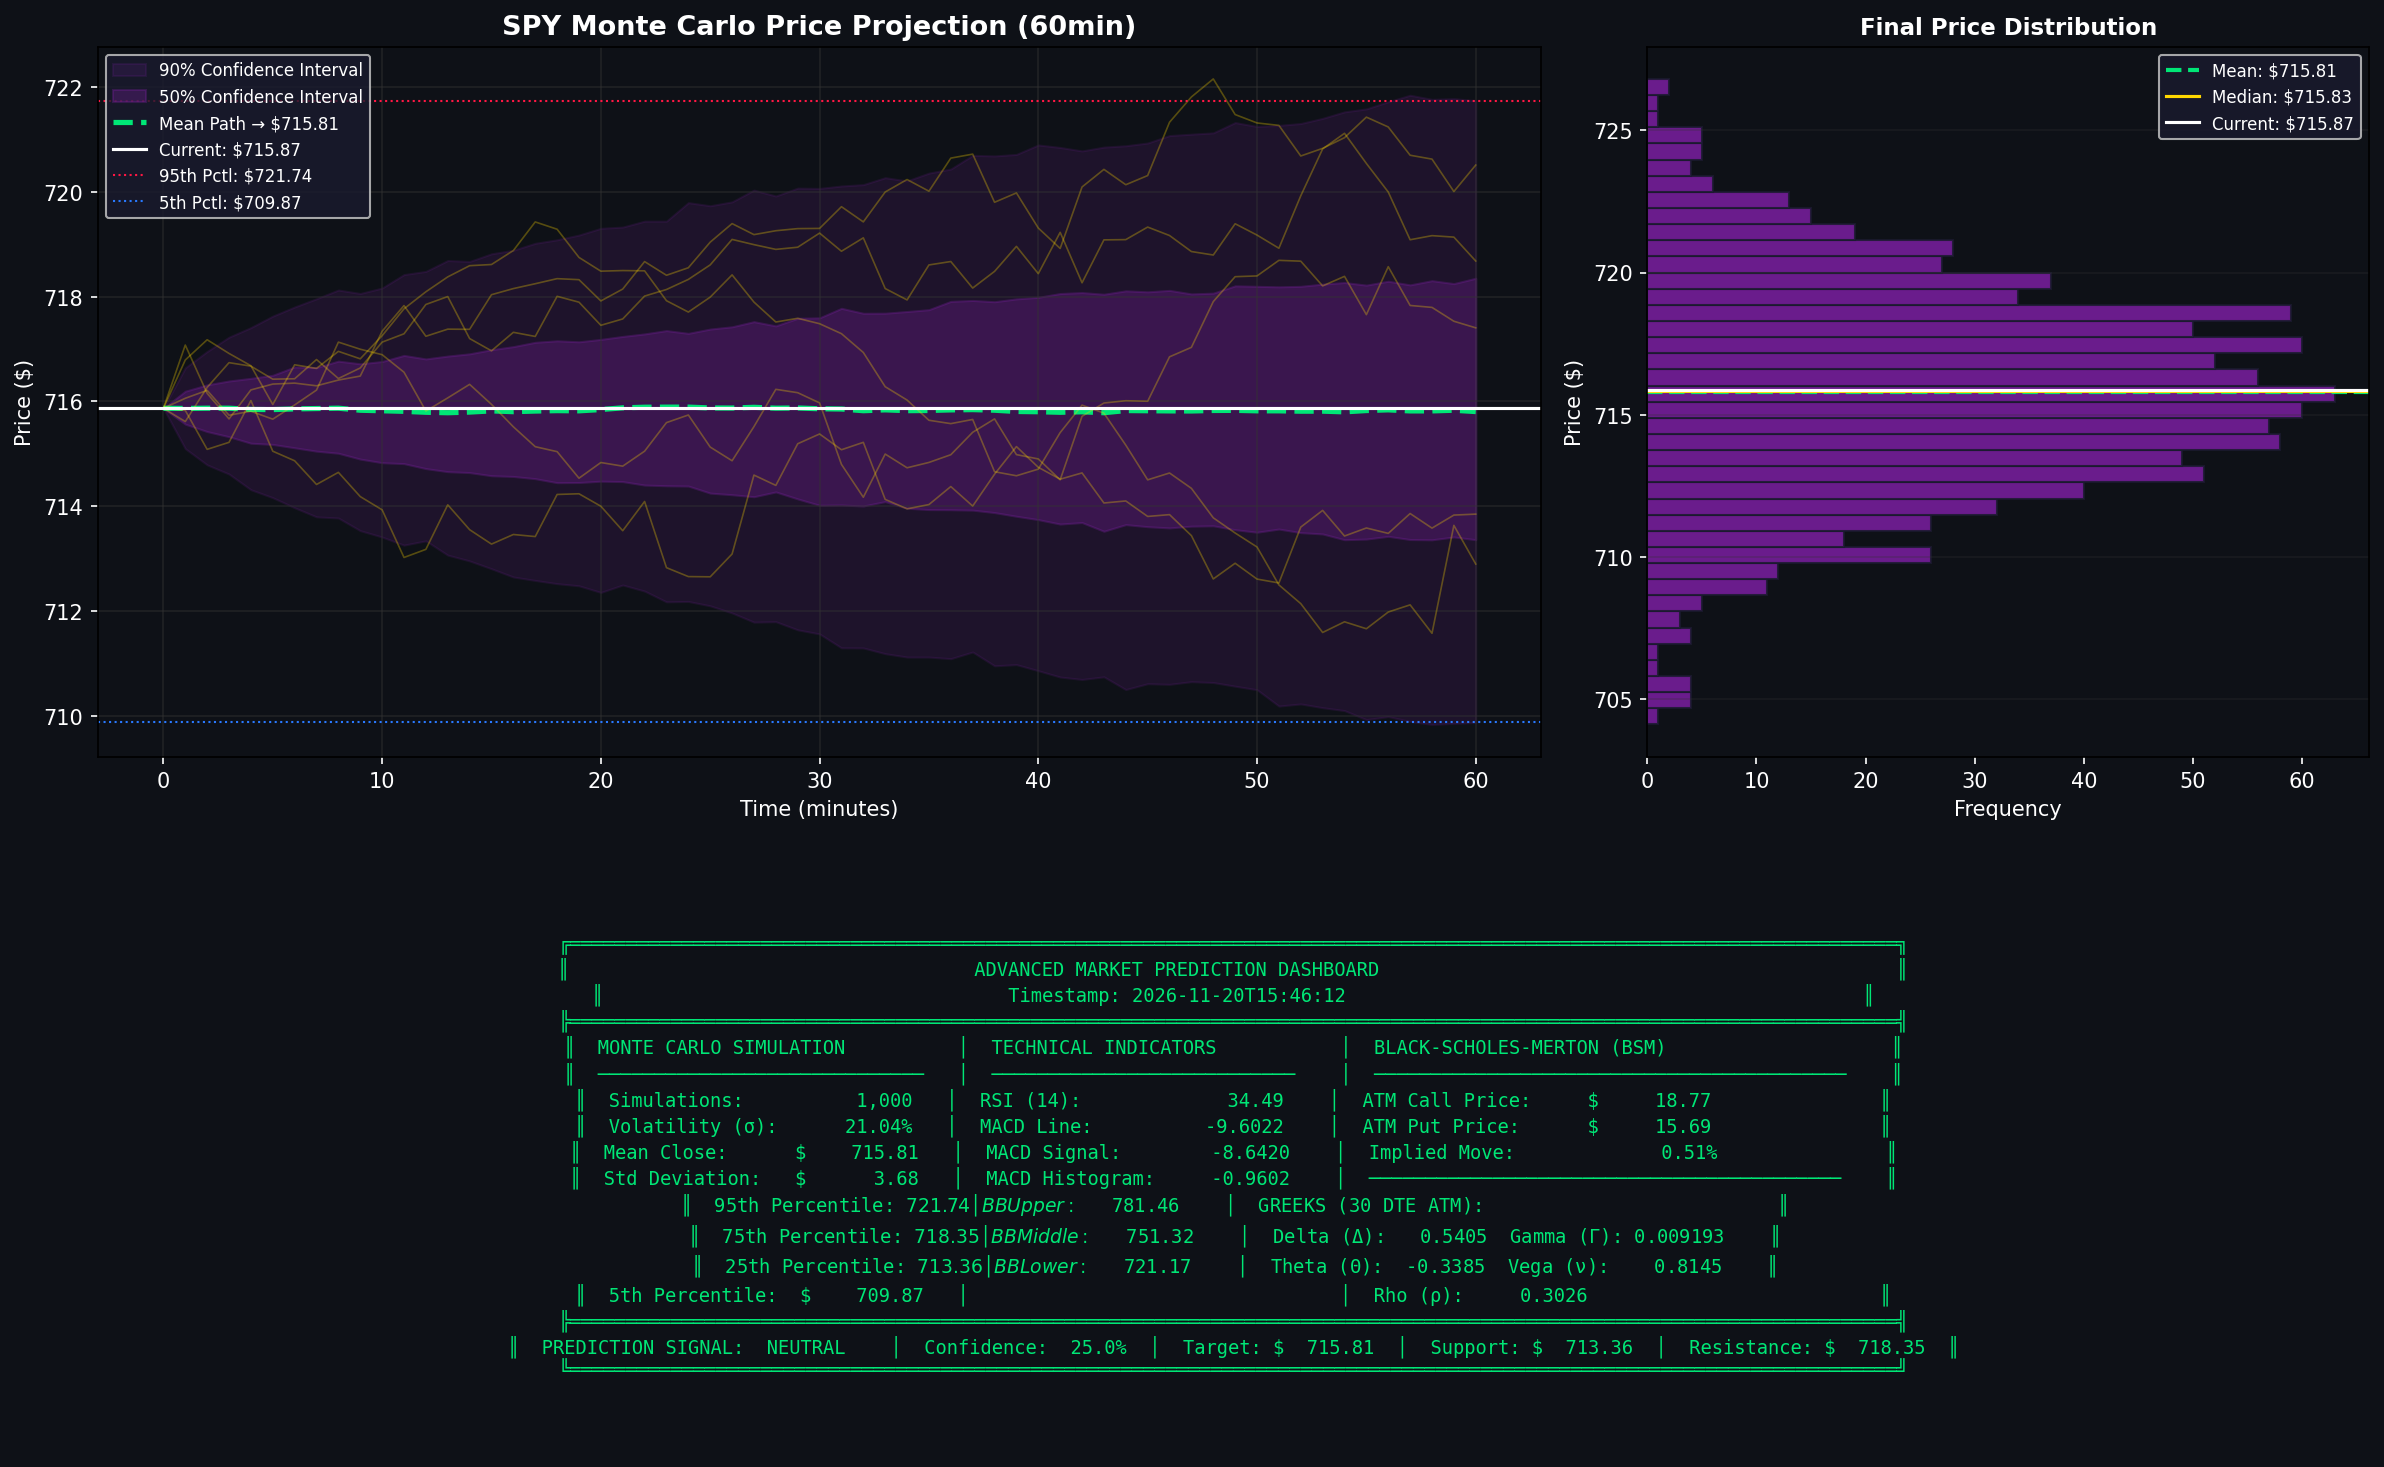 SPY Monte Carlo Price Projection (60min)
90% Confidence Interval
50% Confidence Interval
Mean Path → $715.81
Current: $715.87
95th Pctl: $721.74
5th Pctl: $709.87
722
720
718
716
714
712
710
Price ($)
0 10 20 30 40 50 60
Time (minutes)
Final Price Distribution
Mean: $715.81
Median: $715.83
Current: $715.87
725
720
715
710
705
Price ($)
0 10 20 30 40 50 60
Frequency
ADVANCED MARKET PREDICTION DASHBOARD
Timestamp: 2026-11-20T15:46:12
MONTE CARLO SIMULATION │ TECHNICAL INDICATORS │ BLACK-SCHOLES-MERTON (BSM)
Simulations: 1,000 │ RSI (14): 34.49 │ ATM Call Price: $ 18.77
Volatility (σ): 21.04% │ MACD Line: -9.6022 │ ATM Put Price: $ 15.69
Mean Close: $ 715.81 │ MACD Signal: -8.6420 │ Implied Move: 0.51%
Std Deviation: $ 3.68 │ MACD Histogram: -0.9602 │
95th Percentile: 721.74│BBUpper: 781.46 │ GREEKS (30 DTE ATM):
75th Percentile: 718.35│BBMiddle: 751.32 │ Delta (Δ): 0.5405 Gamma (Γ): 0.009193
25th Percentile: 713.36│BBLower: 721.17 │ Theta (Θ): -0.3385 Vega (ν): 0.8145
5th Percentile: $ 709.87 │ │ Rho (ρ): 0.3026
PREDICTION SIGNAL: NEUTRAL │ Confidence: 25.0% │ Target: $ 715.81 │ Support: $ 713.36 │ Resistance: $ 718.35